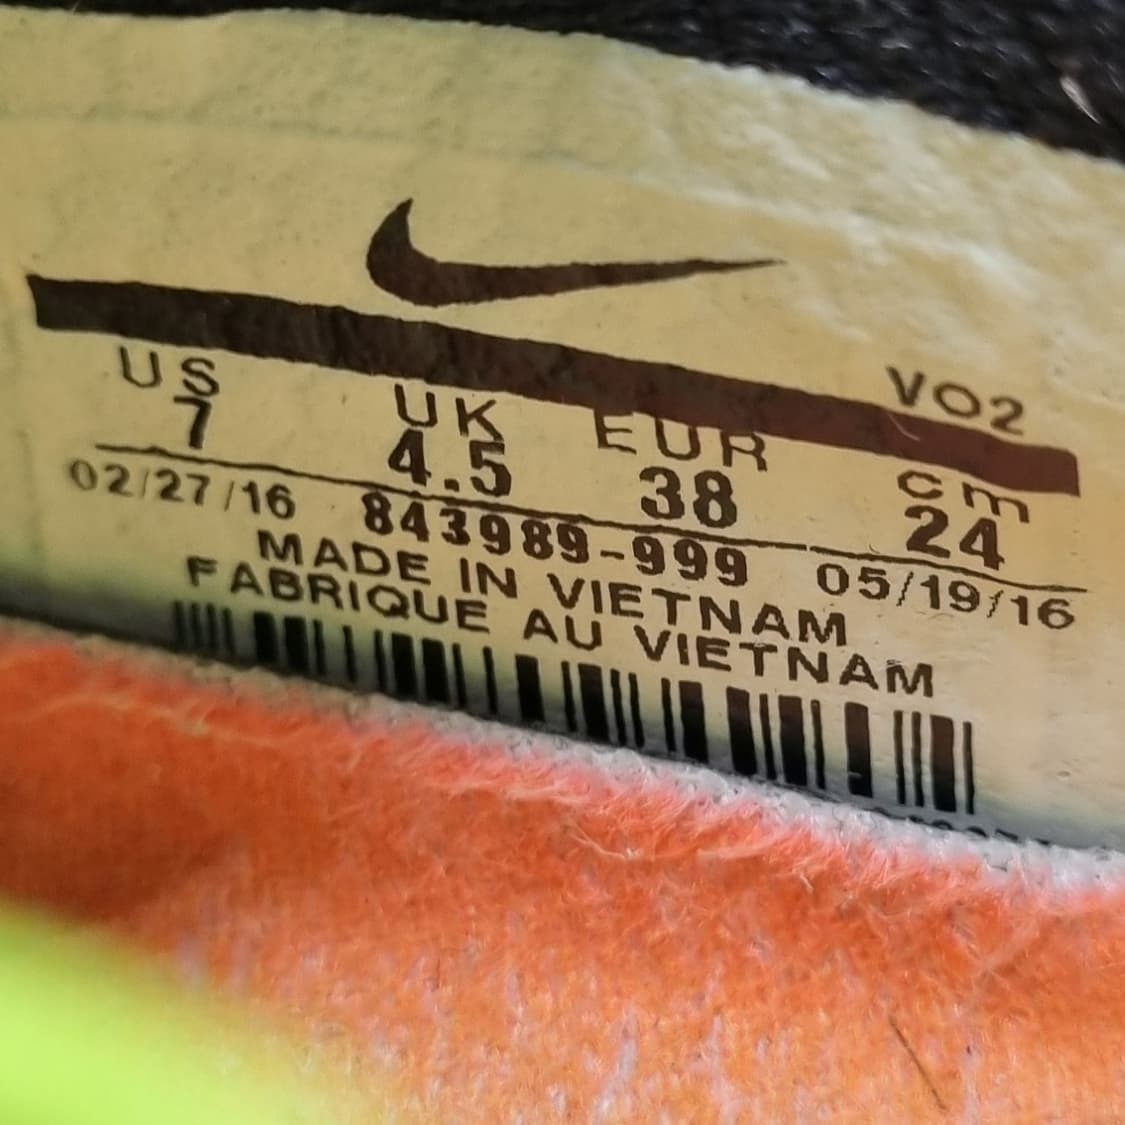 VO2
US UK EUR cm
7 4.5 38 24
02/27/16 843989-999 05/19/16
MADE IN VIETNAM
FABRIQUE AU VIETNAM